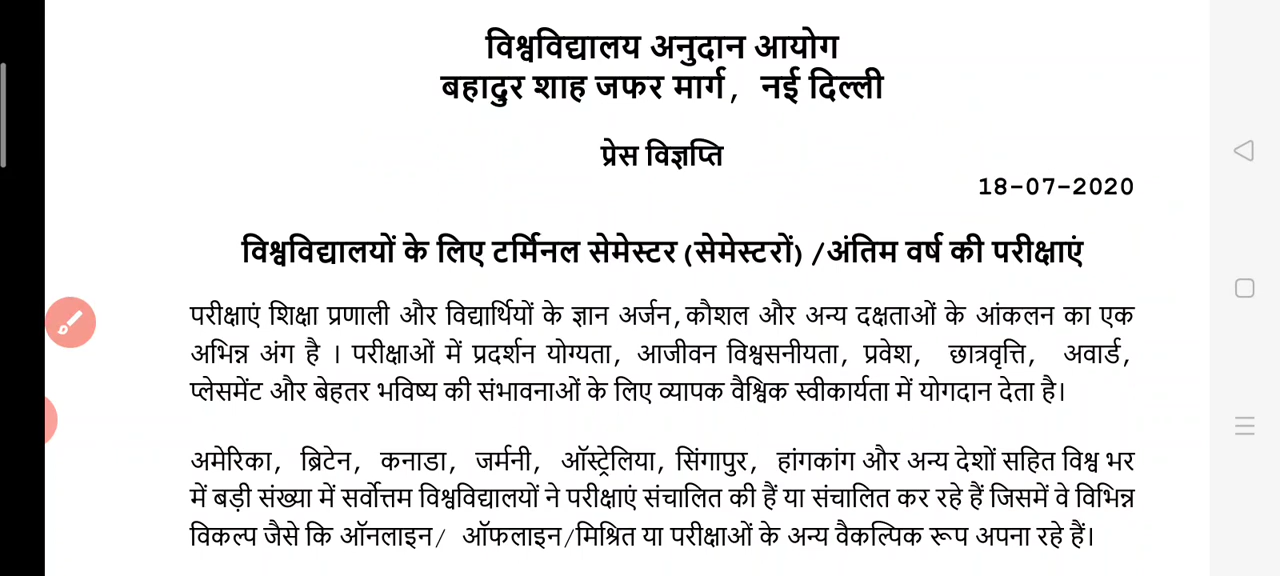 विश्वविद्यालय अनुदान आयोग
बहादुर शाह जफर मार्ग, नई दिल्ली
प्रेस विज्ञप्ति
18-07-2020
विश्वविद्यालयों के लिए टर्मिनल सेमेस्टर (सेमेस्टरों) /अंतिम वर्ष की परीक्षाएं
परीक्षाएं शिक्षा प्रणाली और विद्यार्थियों के ज्ञान अर्जन,कौशल और अन्य दक्षताओं के आंकलन का एक
अभिन्न अंग है । परीक्षाओं में प्रदर्शन योग्यता, आजीवन विश्वसनीयता, प्रवेश, छात्रवृत्ति, अवार्ड,
प्लेसमेंट और बेहतर भविष्य की संभावनाओं के लिए व्यापक वैश्विक स्वीकार्यता में योगदान देता है।
अमेरिका, ब्रिटेन, कनाडा, जर्मनी, ऑस्ट्रेलिया, सिंगापुर, हांगकांग और अन्य देशों सहित विश्व भर
में बड़ी संख्या में सर्वोत्तम विश्वविद्यालयों ने परीक्षाएं संचालित की हैं या संचालित कर रहे हैं जिसमें वे विभिन्न
विकल्प जैसे कि ऑनलाइन/ ऑफलाइन/मिश्रित या परीक्षाओं के अन्य वैकल्पिक रूप अपना रहे हैं।